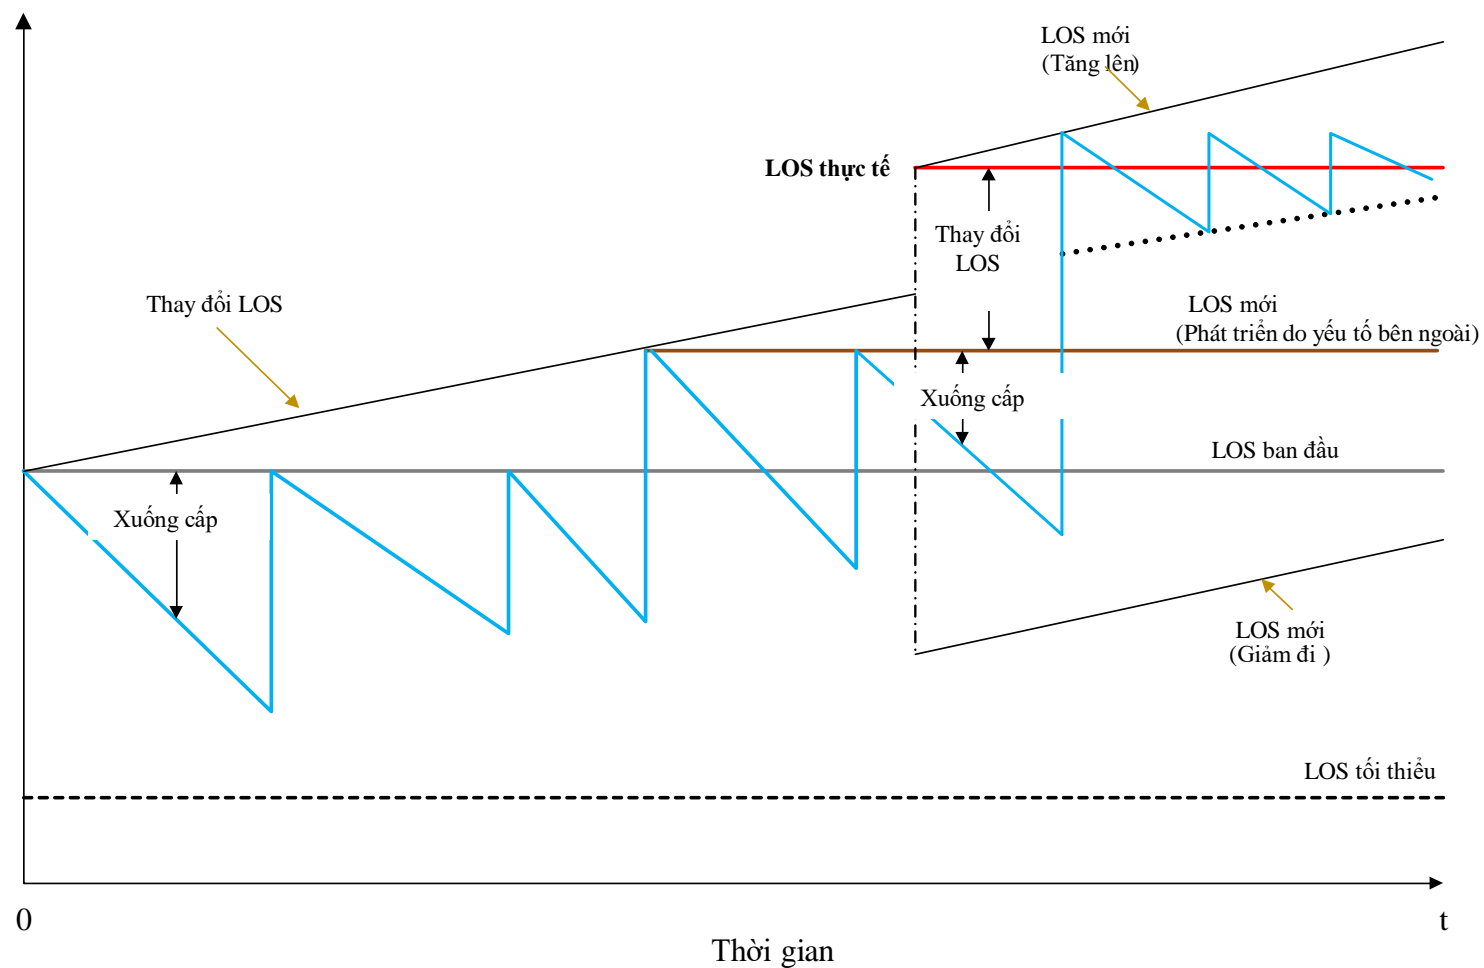 LOS mới
(Tăng lên)
LOS thực tế
Thay đổi
LOS
Thay đổi LOS
LOS mới
(Phát triển do yếu tố bên ngoài)
Xuống cấp
LOS ban đầu
Xuống cấp
LOS mới
(Giảm đi )
LOS tối thiểu
0
t
Thời gian